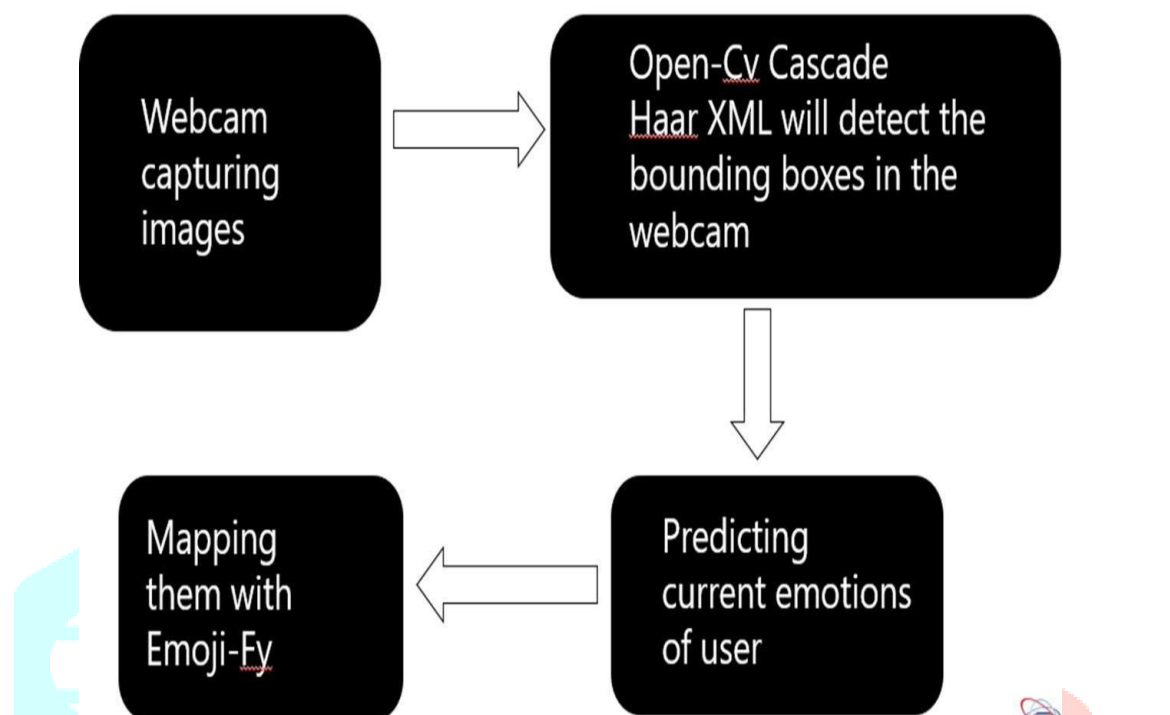 Webcam
capturing
images
Open-Cv Cascade
Haar XML will detect the
bounding boxes in the
webcam
Predicting
current emotions
of user
Mapping
them with
Emoji-Fy